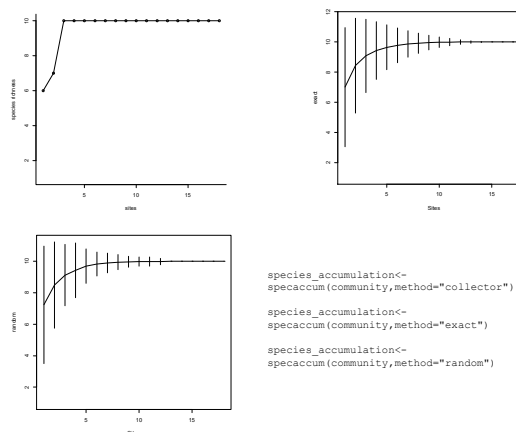 10
8
6
4
2
species richness
5
10
15
sites
12
10
8
6
4
2
exact
5
10
15
Sites
10
8
6
4
2
random
5
10
15
species_accumulation<-
specaccum(community,method="collector")
species_accumulation<-
specaccum(community,method="exact")
species_accumulation<-
specaccum(community,method="random")